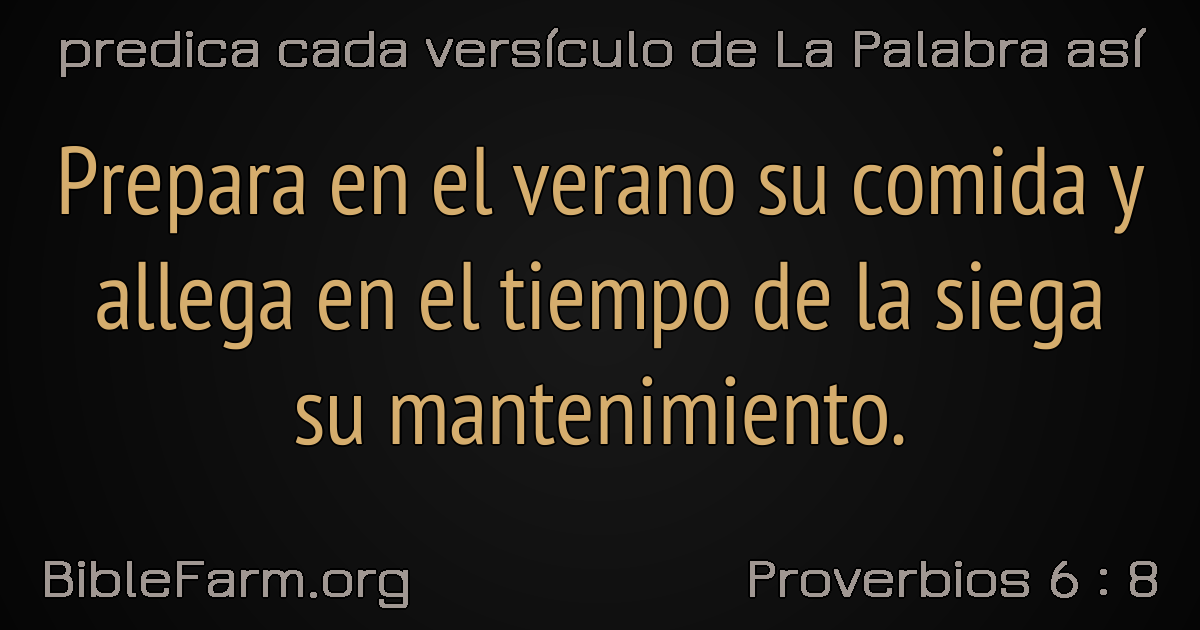 predica cada versículo de La Palabra así
Prepara en el verano su comida y
allega en el tiempo de la siega
su mantenimiento.
BibleFarm.org
Proverbios 6 : 8